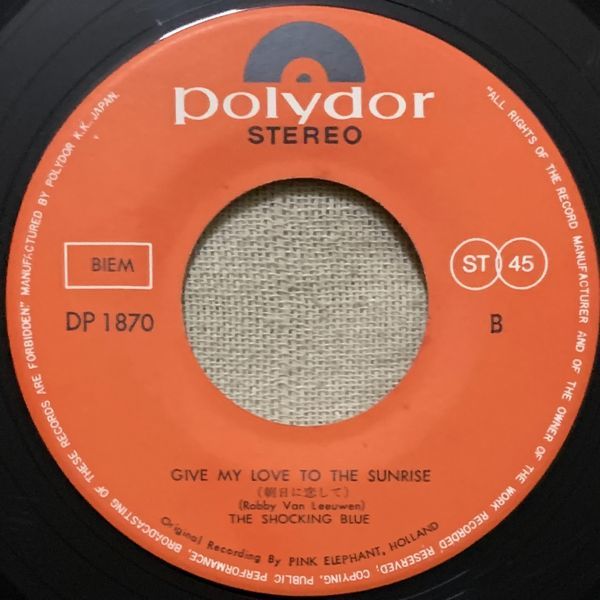 polydor
STEREO
BIEM
ST 45
DP 1870
B
GIVE MY LOVE TO THE SUNRISE
(朝日に恋して)
(Robby Van Leeuwen)
THE SHOCKING BLUE
Original Recording By PINK ELEPHANT, HOLLAND
"ALL RIGHTS OF THE RECORD MANUFACTURER AND OF THE OWNER OF THE WORK RECORDED RESERVED; COPYING, PUBLIC PERFORMANCE, BROADCASTING OF THESE RECORDS ARE FORBIDDEN." MANUFACTURED BY POLYDOR K.K., JAPAN.